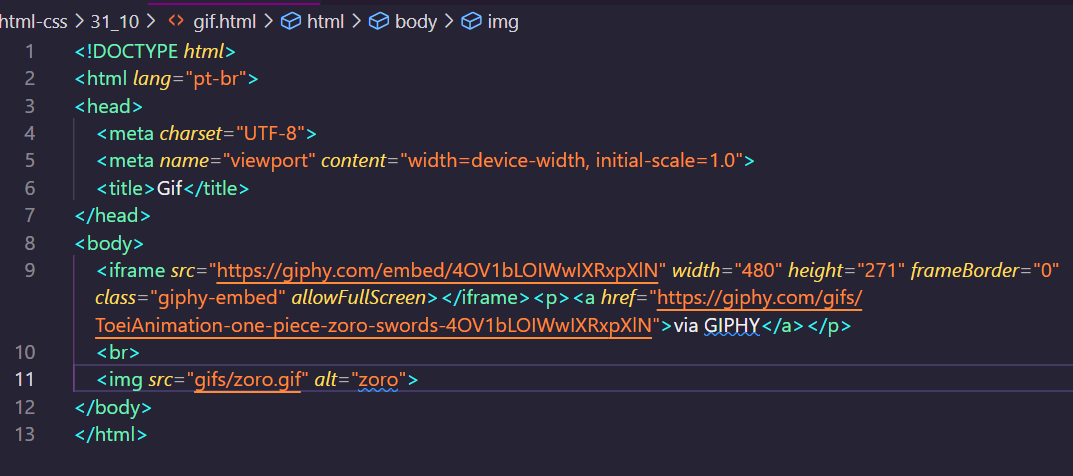 html-css > 31_10 > <> gif.html > html > body > img
1 <!DOCTYPE html>
2 <html lang="pt-br">
3 <head>
4 <meta charset="UTF-8">
5 <meta name="viewport" content="width=device-width, initial-scale=1.0">
6 <title>Gif</title>
7 </head>
8 <body>
9 <iframe src="https://giphy.com/embed/4OV1bLOIWwlXRxpXlN" width="480" height="271" frameBorder="0"
class="giphy-embed" allowFullScreen></iframe><p><a href="https://giphy.com/gifs/
ToeiAnimation-one-piece-zoro-swords-4OV1bLOIWwlXRxpXlN">via GIPHY</a></p>
10 <br>
11 <img src="gifs/zoro.gif" alt="zoro">
12 </body>
13 </html>